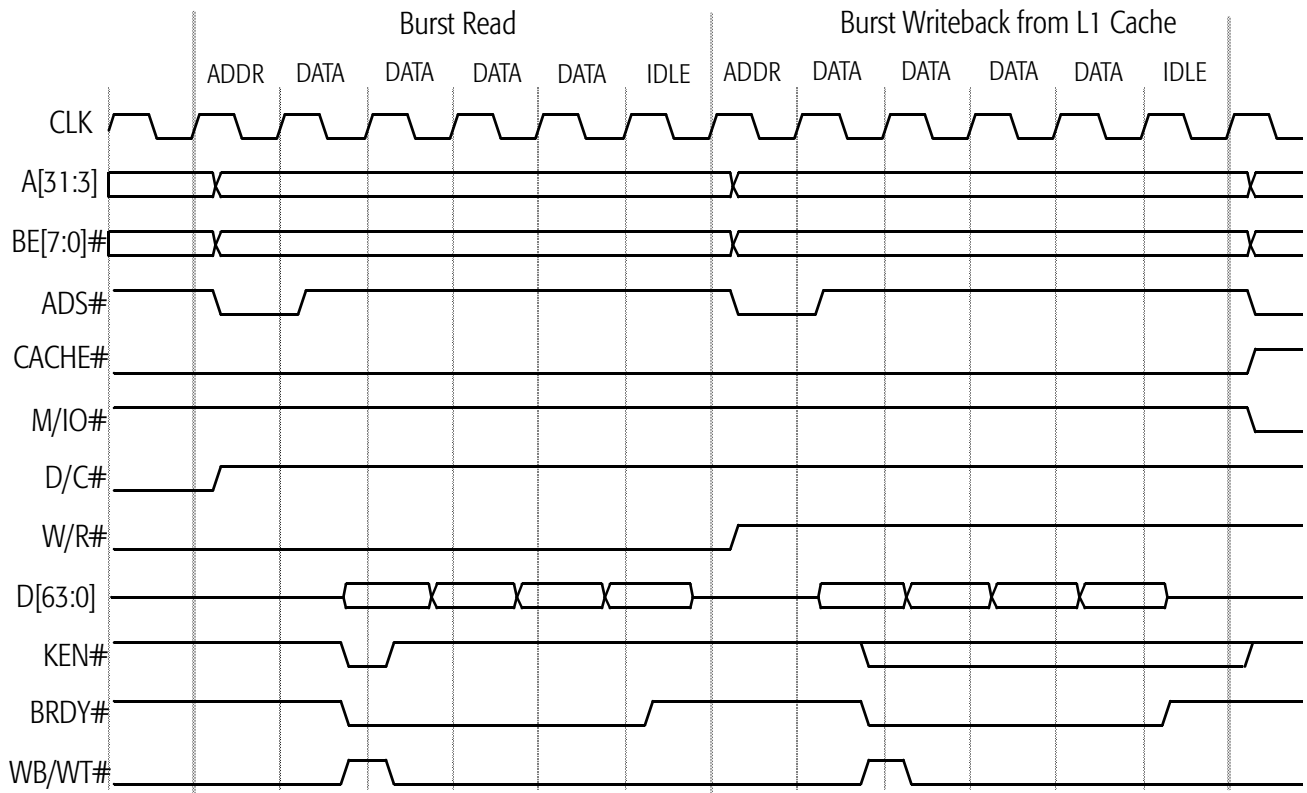 Burst Read Burst Writeback from L1 Cache
ADDR DATA DATA DATA DATA IDLE ADDR DATA DATA DATA DATA IDLE
CLK
A[31:3]
BE[7:0]#
ADS#
CACHE#
M/IO#
D/C#
W/R#
D[63:0]
KEN#
BRDY#
WB/WT#